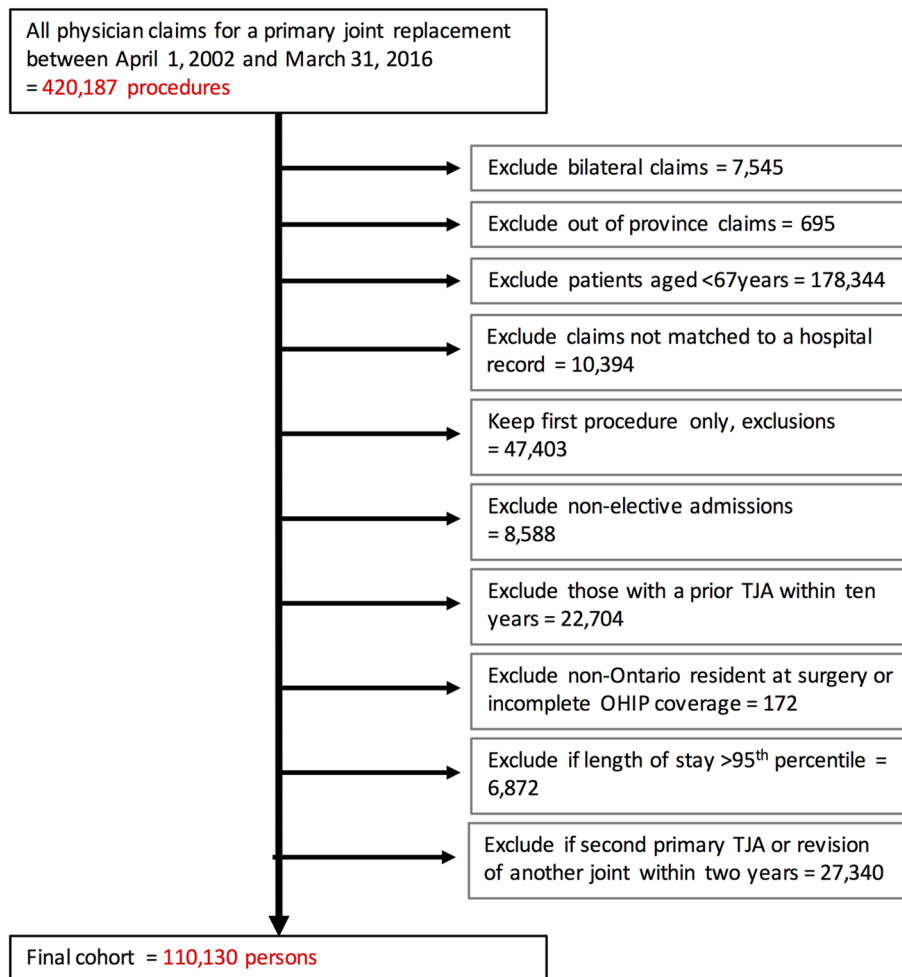 All physician claims for a primary joint replacement
between April 1, 2002 and March 31, 2016
= 420,187 procedures
Exclude bilateral claims = 7,545
Exclude out of province claims = 695
Exclude patients aged <67years = 178,344
Exclude claims not matched to a hospital
record = 10,394
Keep first procedure only, exclusions
= 47,403
Exclude non-elective admissions
= 8,588
Exclude those with a prior TJA within ten
years = 22,704
Exclude non-Ontario resident at surgery or
incomplete OHIP coverage = 172
Exclude if length of stay >95th percentile =
6,872
Exclude if second primary TJA or revision
of another joint within two years = 27,340
Final cohort = 110,130 persons